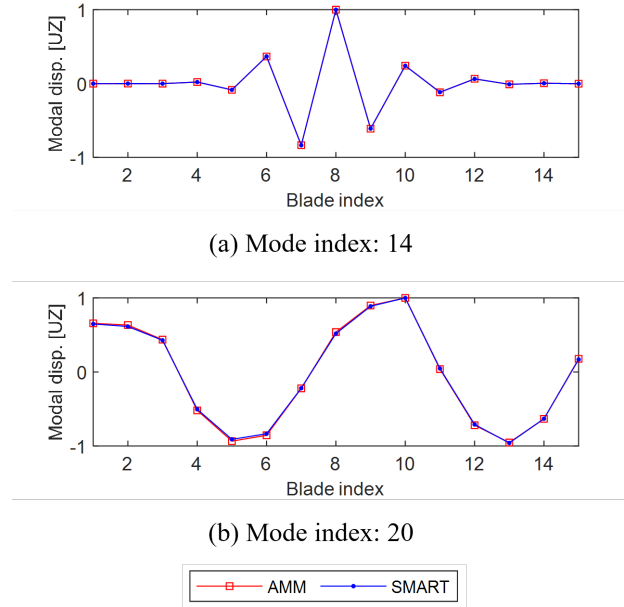 1
0
-1
Modal disp. [UZ]
2 4 6 8 10 12 14
Blade index
(a) Mode index: 14
1
0
-1
Modal disp. [UZ]
2 4 6 8 10 12 14
Blade index
(b) Mode index: 20
AMM SMART